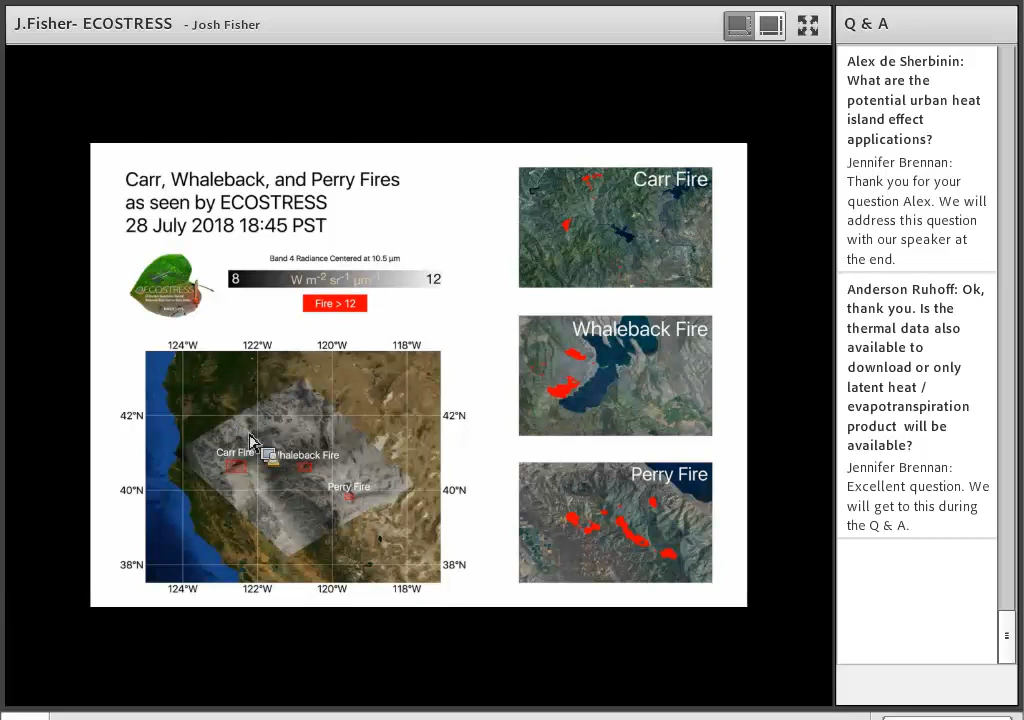 J.Fisher- ECOSTRESS - Josh Fisher
Carr, Whaleback, and Perry Fires
as seen by ECOSTRESS
28 July 2018 18:45 PST
Band 4 Radiance Centered at 10.5 µm
8 W m⁻² sr⁻¹ µm⁻¹ 12
Fire > 12
ECOSTRESS
124°W 122°W 120°W 118°W
42°N 42°N
Carr Fire
Whaleback Fire
Perry Fire
40°N 40°N
38°N 38°N
124°W 122°W 120°W 118°W
Carr Fire
Whaleback Fire
Perry Fire
Q & A
Alex de Sherbinin:
What are the
potential urban heat
island effect
applications?
Jennifer Brennan:
Thank you for your
question Alex. We will
address this question
with our speaker at
the end.
Anderson Ruhoff: Ok,
thank you. Is the
thermal data also
available to
download or only
latent heat /
evapotranspiration
product will be
available?
Jennifer Brennan:
Excellent question. We
will get to this during
the Q & A.